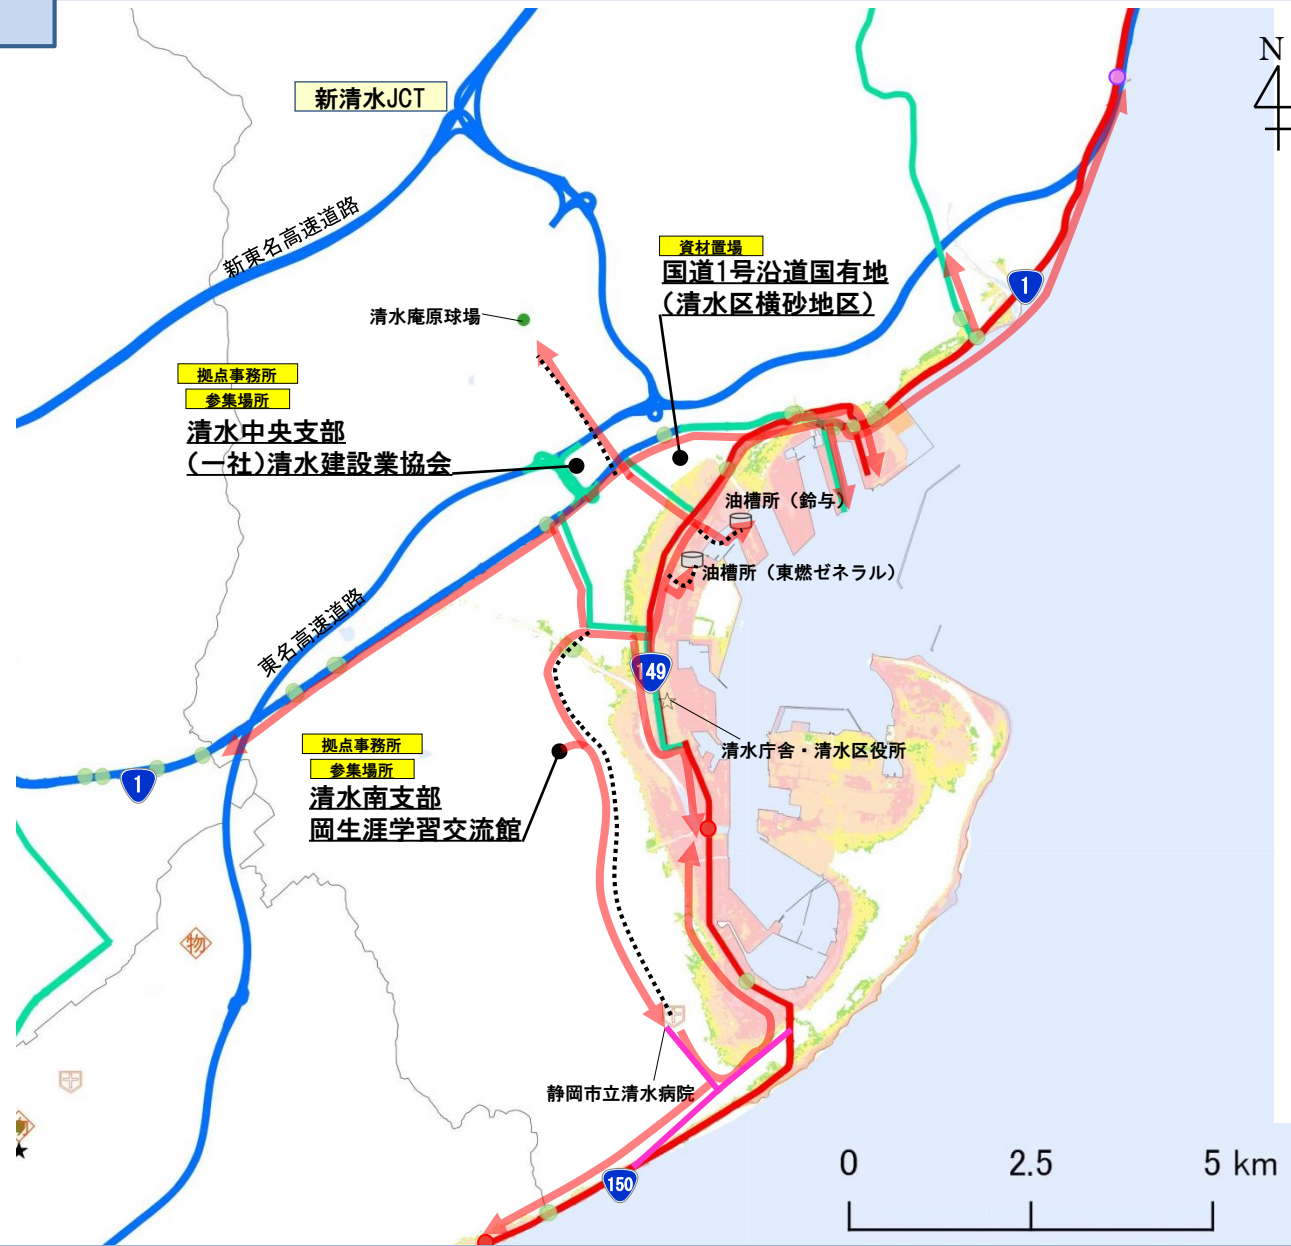 N
新清水JCT
新東名高速道路
資材置場
国道1号沿道国有地
(清水区横砂地区)
1
清水庵原球場
拠点事務所
参集場所
清水中央支部
(一社)清水建設業協会
油槽所（鈴与）
油槽所（東燃ゼネラル）
東名高速道路
149
清水庁舎・清水区役所
拠点事務所
参集場所
清水南支部
岡生涯学習交流館
1
物
静岡市立清水病院
150
0 2.5 5 km